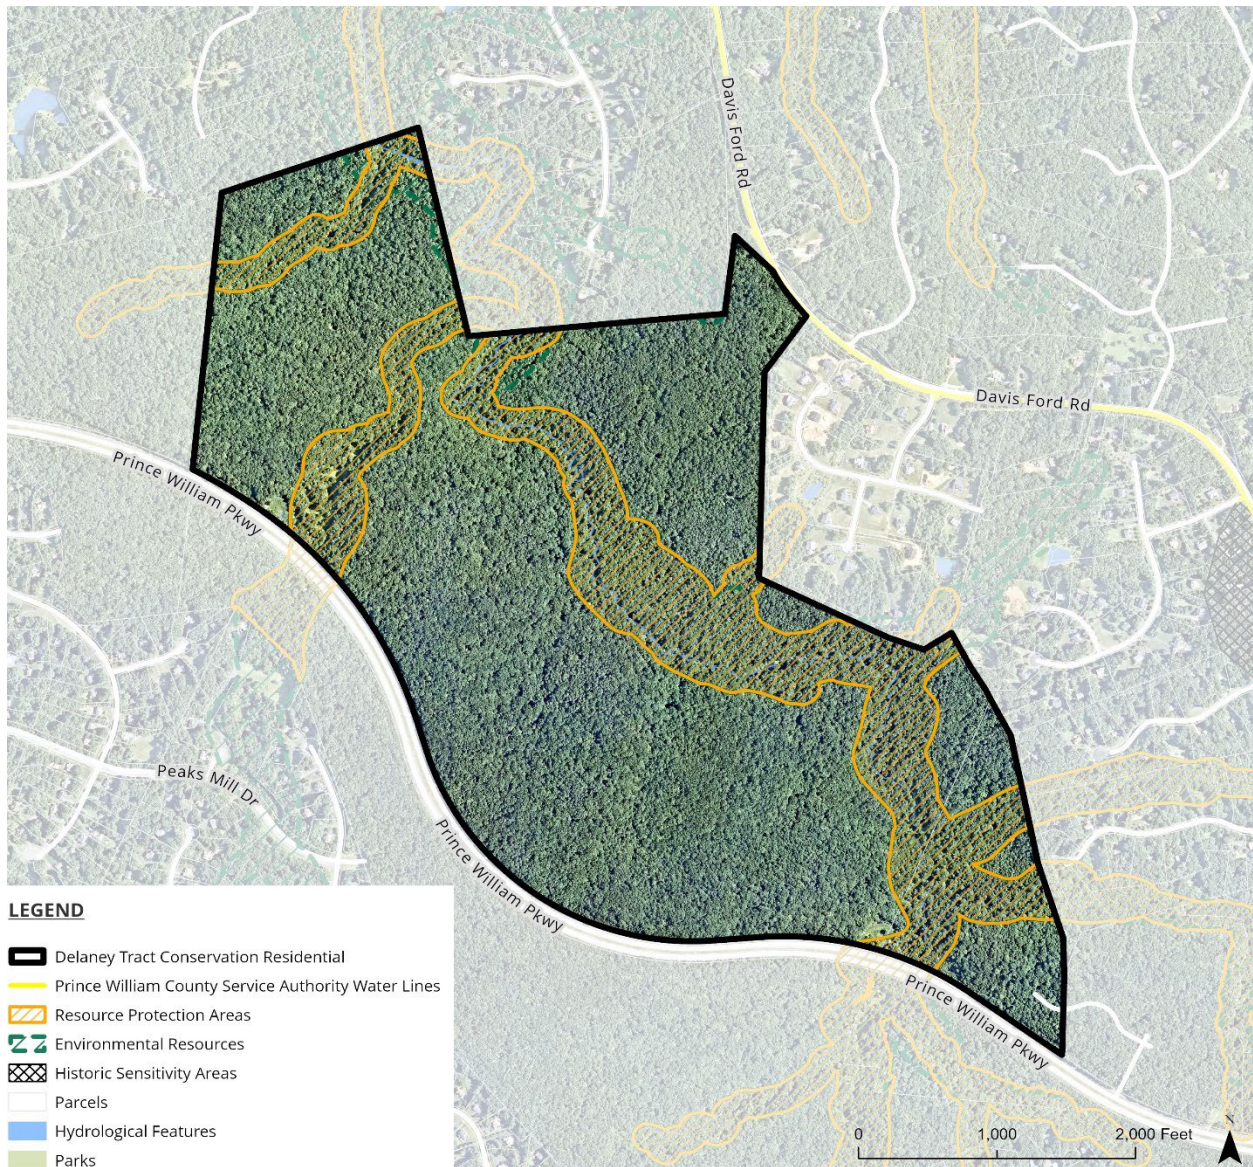 Davis Ford Rd
Davis Ford Rd
Prince William Pkwy
Peaks Mill Dr
Prince William Pkwy
Prince William Pkwy
LEGEND
Delaney Tract Conservation Residential
Prince William County Service Authority Water Lines
Resource Protection Areas
Environmental Resources
Historic Sensitivity Areas
Parcels
Hydrological Features
Parks
0 1,000 2,000 Feet
N